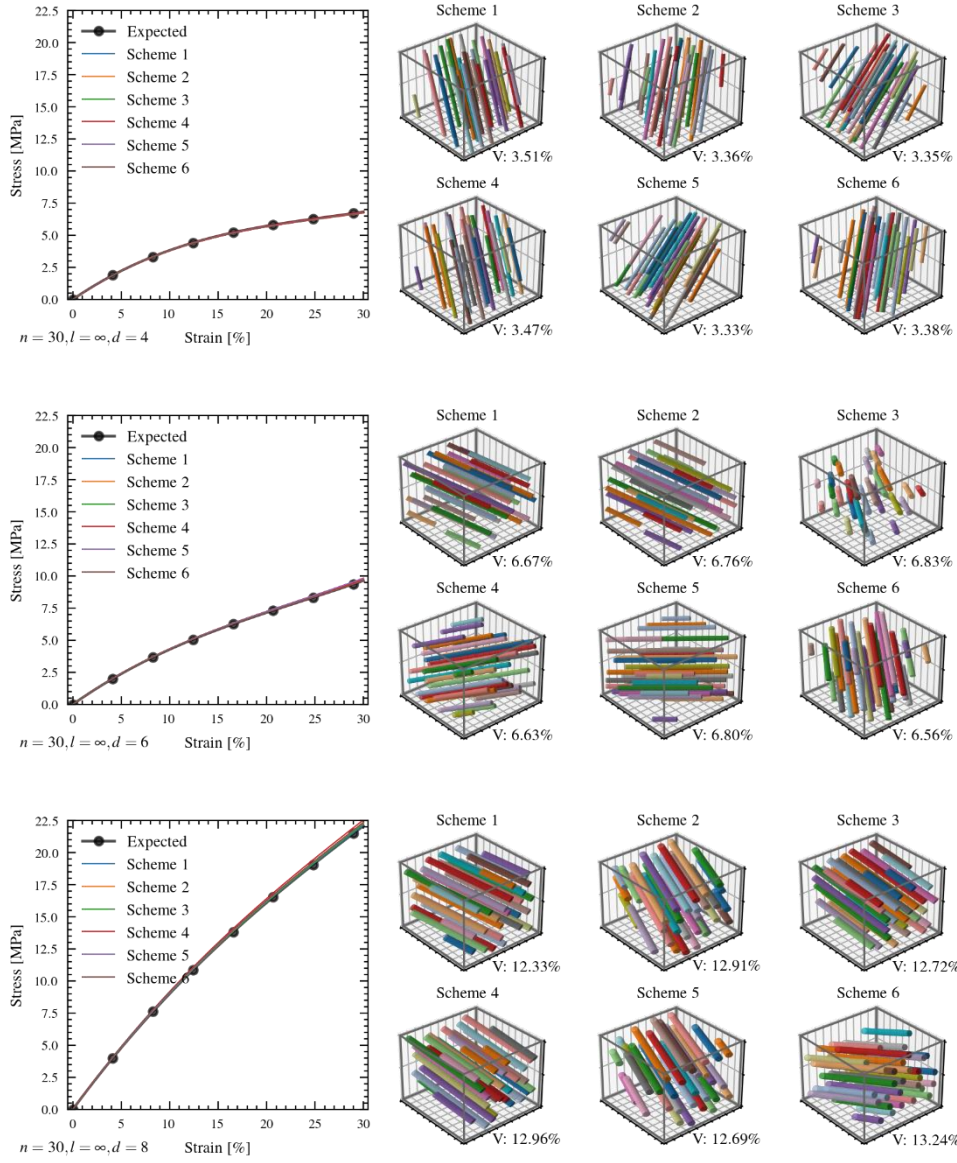 22.5
20.0
17.5
15.0
12.5
10.0
7.5
5.0
2.5
0.0
Stress [MPa]
Expected
Scheme 1
Scheme 2
Scheme 3
Scheme 4
Scheme 5
Scheme 6
0 5 10 15 20 25 30
n = 30, l = ∞, d = 4 Strain [%]
Scheme 1 Scheme 2 Scheme 3
V: 3.51% V: 3.36% V: 3.35%
Scheme 4 Scheme 5 Scheme 6
V: 3.47% V: 3.33% V: 3.38%
22.5
20.0
17.5
15.0
12.5
10.0
7.5
5.0
2.5
0.0
Stress [MPa]
Expected
Scheme 1
Scheme 2
Scheme 3
Scheme 4
Scheme 5
Scheme 6
0 5 10 15 20 25 30
n = 30, l = ∞, d = 6 Strain [%]
Scheme 1 Scheme 2 Scheme 3
V: 6.67% V: 6.76% V: 6.83%
Scheme 4 Scheme 5 Scheme 6
V: 6.63% V: 6.80% V: 6.56%
22.5
20.0
17.5
15.0
12.5
10.0
7.5
5.0
2.5
0.0
Stress [MPa]
Expected
Scheme 1
Scheme 2
Scheme 3
Scheme 4
Scheme 5
Scheme 6
0 5 10 15 20 25 30
n = 30, l = ∞, d = 8 Strain [%]
Scheme 1 Scheme 2 Scheme 3
V: 12.33% V: 12.91% V: 12.72%
Scheme 4 Scheme 5 Scheme 6
V: 12.96% V: 12.69% V: 13.24%